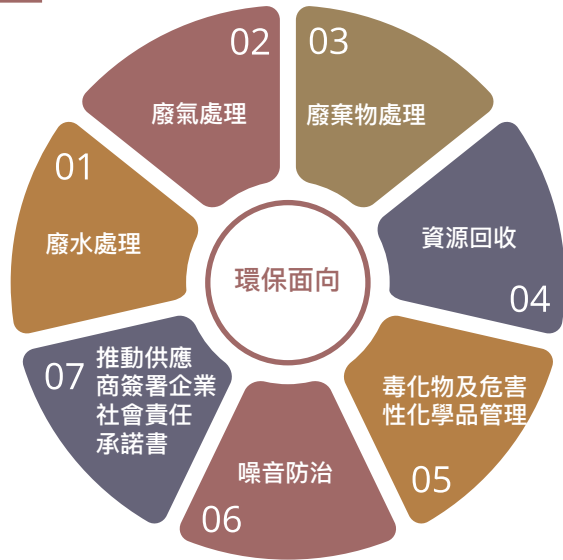 環保面向
01
廢水處理
02
廢氣處理
03
廢棄物處理
資源回收
04
毒化物及危害
性化學品管理
05
噪音防治
06
07
推動供應
商簽署企業
社會責任
承諾書